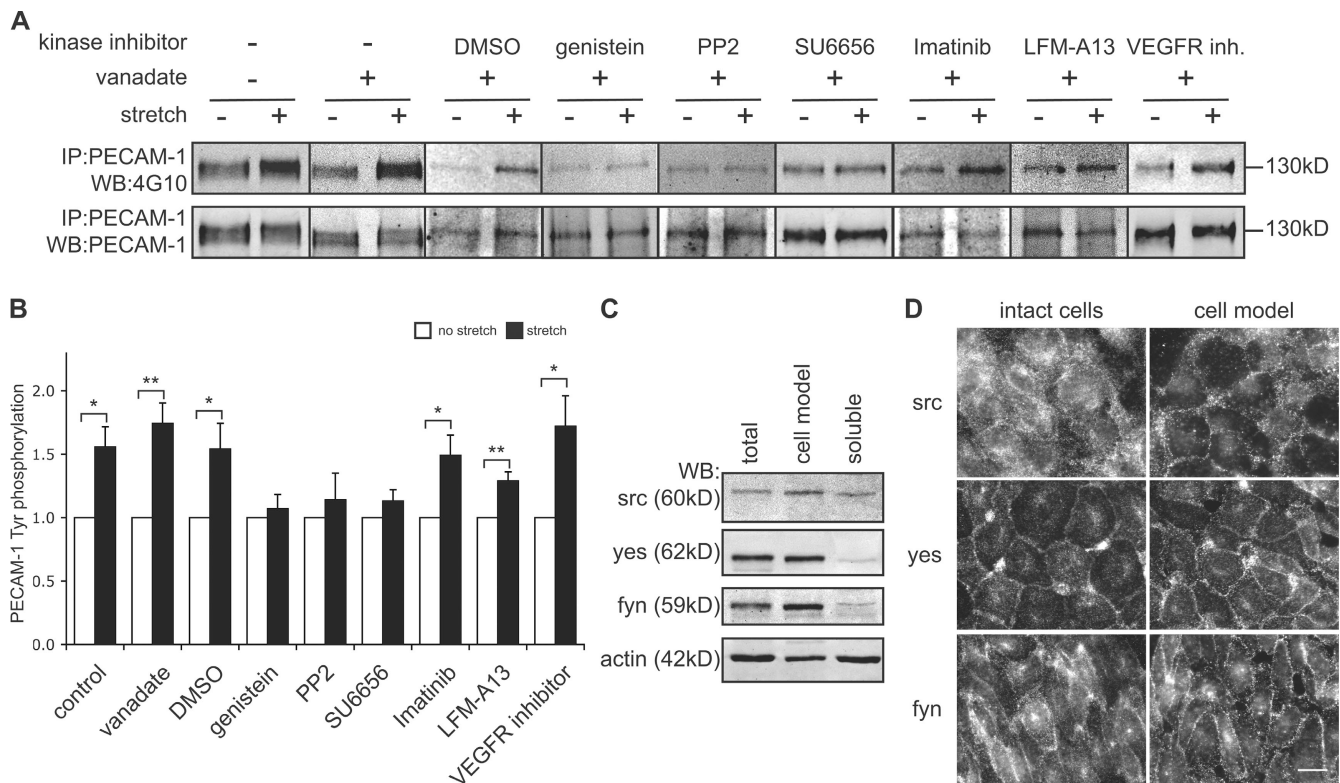 A
kinase inhibitor - - DMSO genistein PP2 SU6656 Imatinib LFM-A13 VEGFR inh.
vanadate - + + + + + + + +
stretch - + - + - + - + - + - + - + - + - +
IP:PECAM-1
WB:4G10
130kD
IP:PECAM-1
WB:PECAM-1
130kD
B
no stretch stretch
PECAM-1 Tyr phosphorylation
2.0
1.5
1.0
0.5
0.0
* ** * * ** *
control vanadate DMSO genistein PP2 SU6656 Imatinib LFM-A13 VEGFR inhibitor
C
WB: total cell model soluble
src (60kD)
yes (62kD)
fyn (59kD)
actin (42kD)
D
intact cells cell model
src
yes
fyn